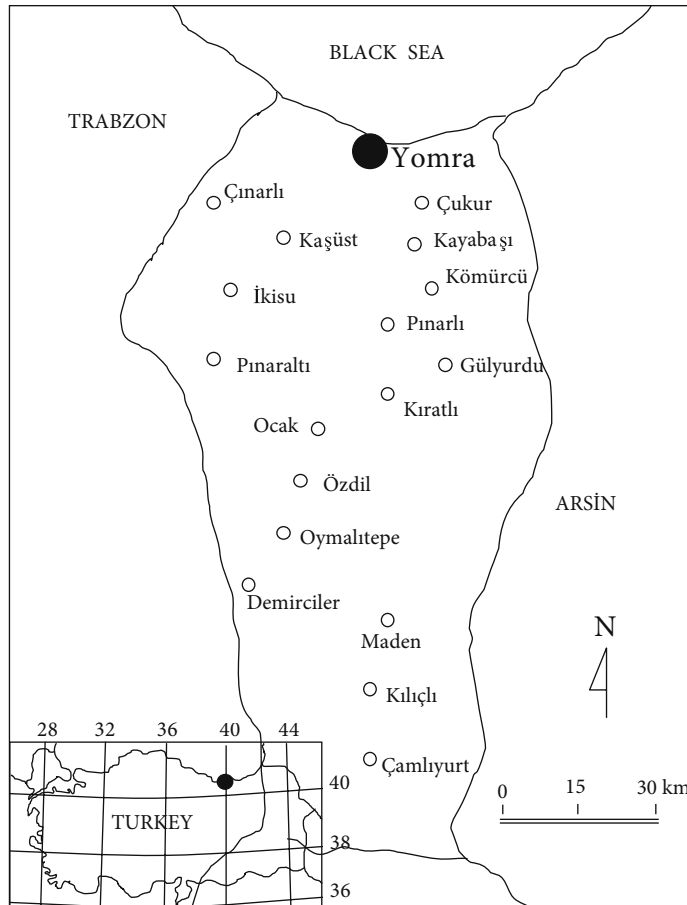 BLACK SEA
TRABZON
Yomra
Çınarlı
Çukur
Kaşüst
Kayabaşı
Kömürcü
İkisu
Pınarlı
Pınaraltı
Gülyurdu
Kıratlı
Ocak
Özdil
ARSİN
Oymalıtepe
Demirciler
N
Maden
Kılıçlı
Çamlıyurt
28 32 36 40 44
40
TURKEY
38
36
0 15 30 km